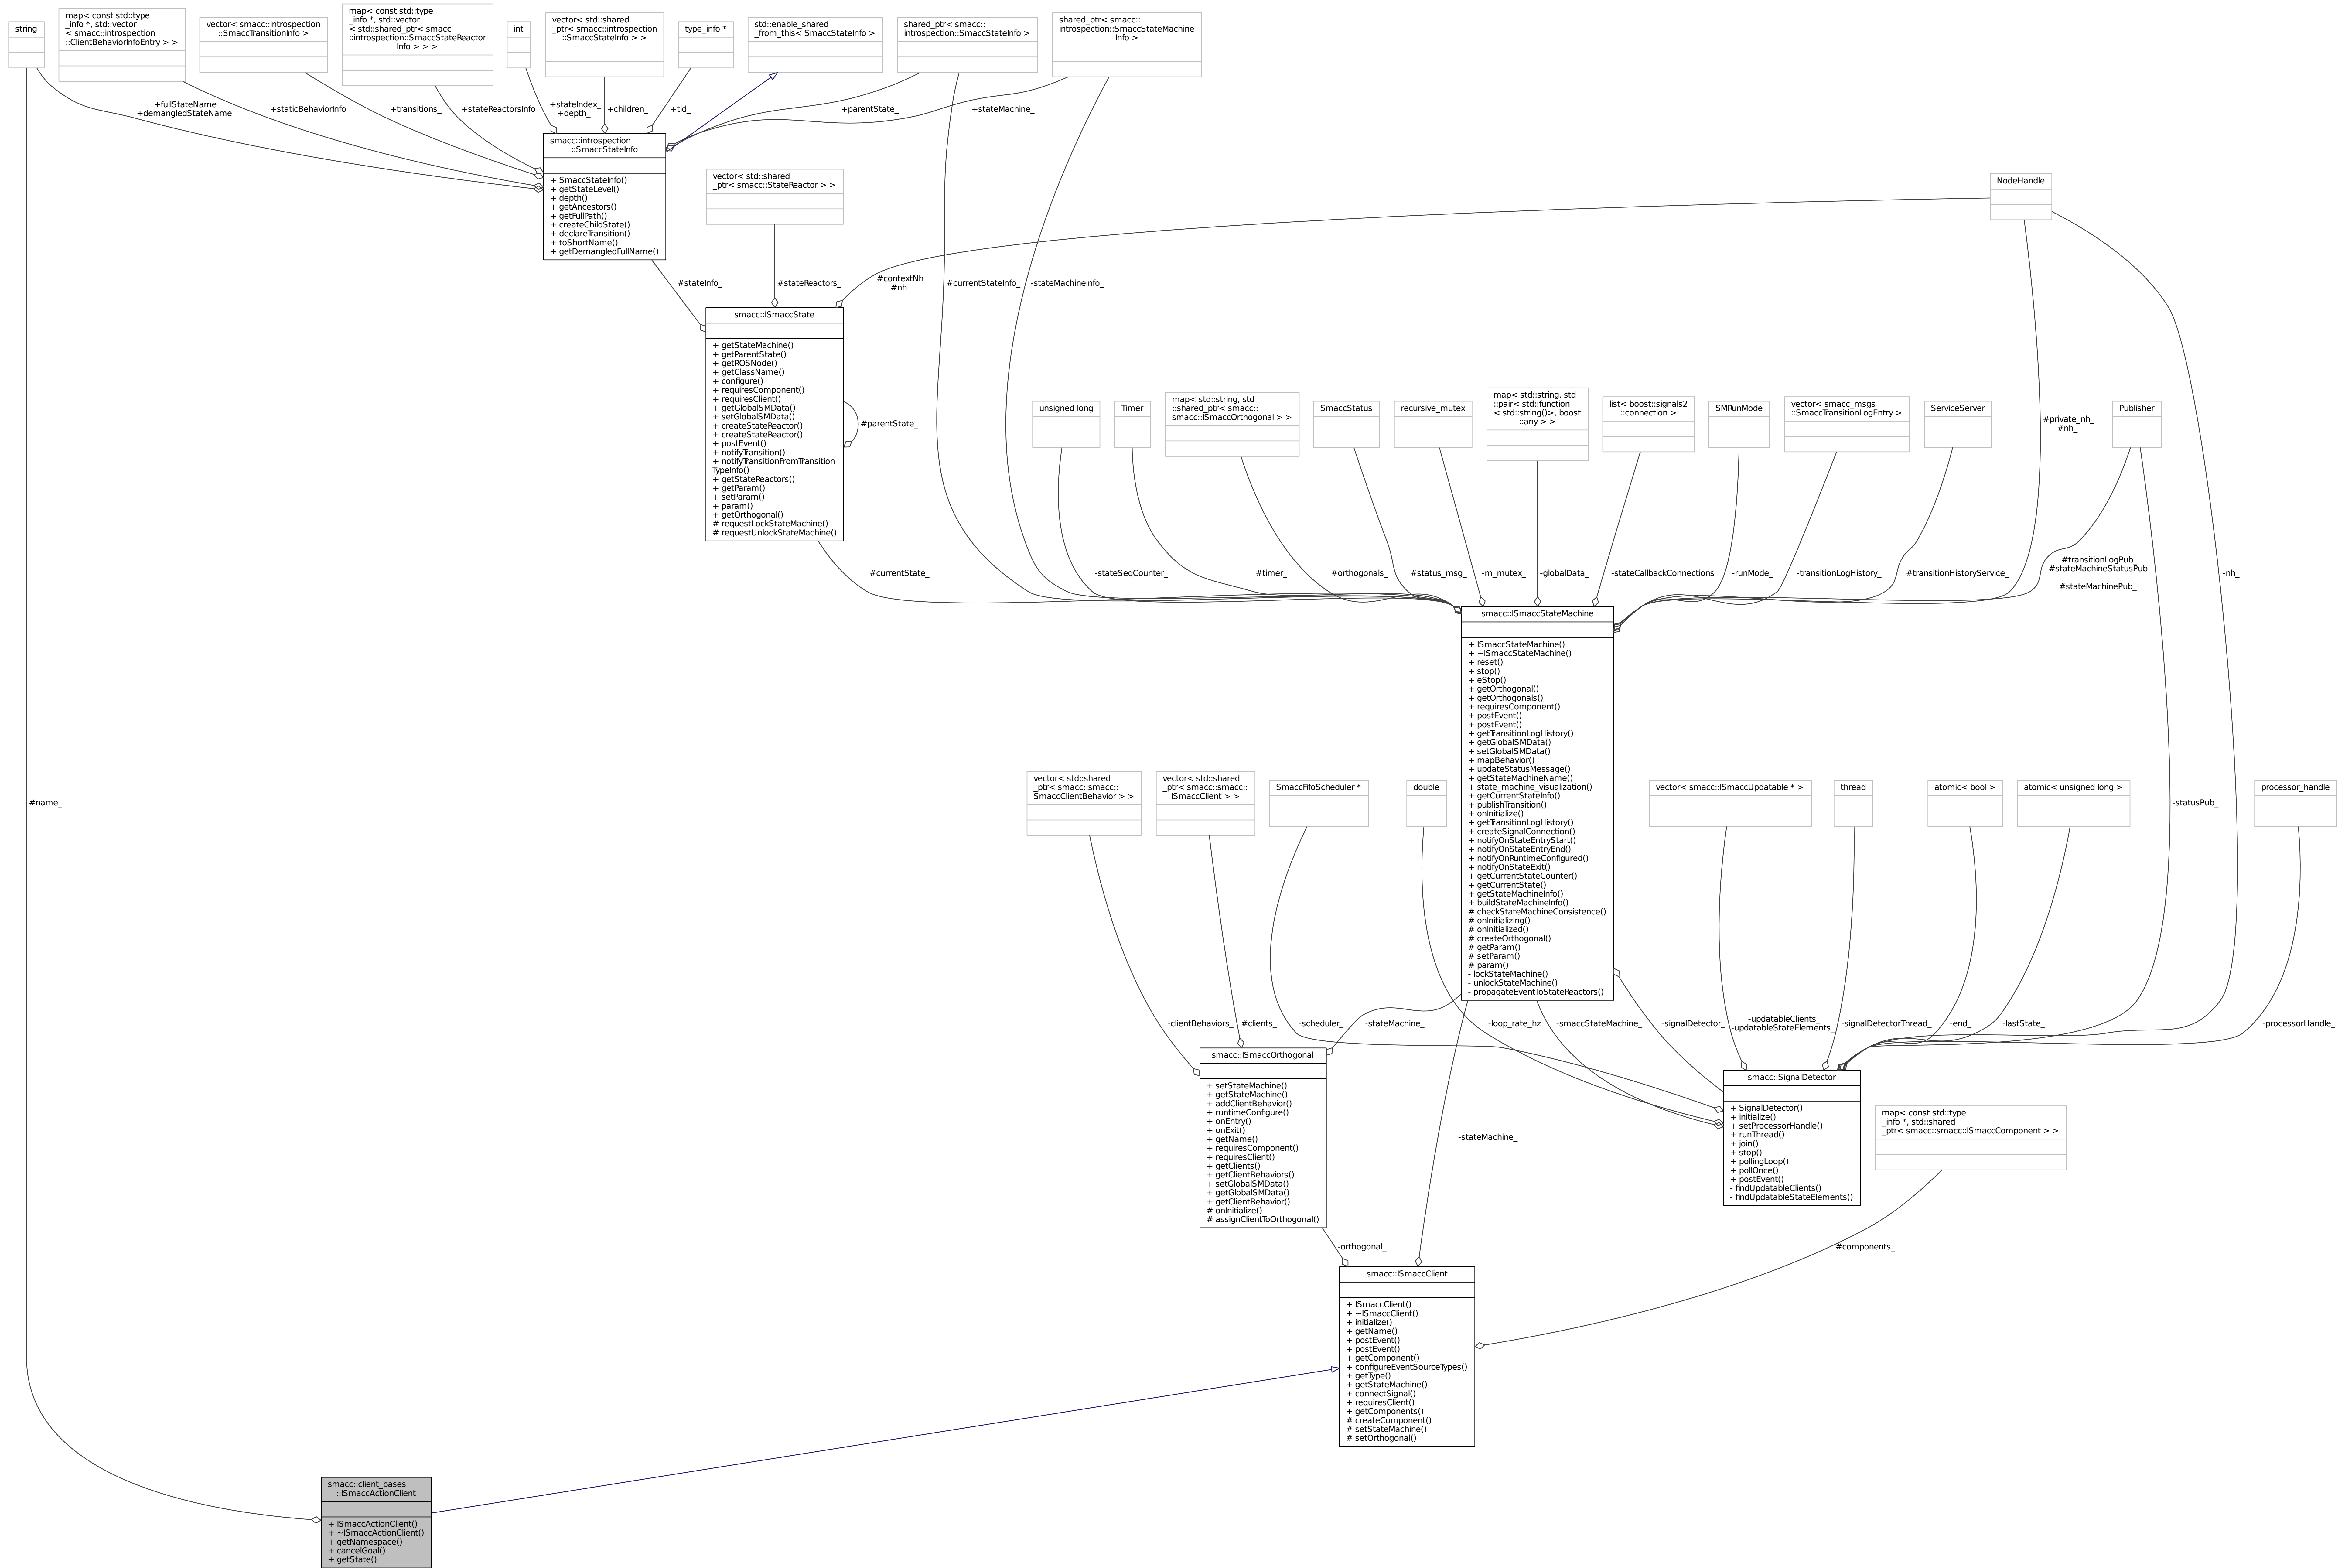 string
map< const std::type
_info *, std::vector
< smacc::introspection
::ClientBehaviorInfoEntry > >
vector< smacc::introspection
::SmaccTransitionInfo >
map< const std::type
_info *, std::vector
< std::shared_ptr< smacc
::introspection::SmaccStateReactor
Info > > >
int
vector< std::shared
_ptr< smacc::introspection
::SmaccStateInfo > >
type_info *
std::enable_shared
_from_this< SmaccStateInfo >
shared_ptr< smacc::
introspection::SmaccStateInfo >
shared_ptr< smacc::
introspection::SmaccStateMachine
Info >
+fullStateName
+demangledStateName
+staticBehaviorInfo
+transitions_
+stateReactorsInfo
+stateIndex_
+depth_
+children_
+tid_
+parentState_
+stateMachine_
smacc::introspection
::SmaccStateInfo
+ SmaccStateInfo()
+ getStateLevel()
+ depth()
+ getAncestors()
+ getFullPath()
+ createChildState()
+ declareTransition()
+ toShortName()
+ getDemangledFullName()
vector< std::shared
_ptr< smacc::StateReactor > >
NodeHandle
#stateInfo_
#stateReactors_
#contextNh
#nh
#currentStateInfo_
-stateMachineInfo_
smacc::ISmaccState
+ getStateMachine()
+ getParentState()
+ getROSNode()
+ getClassName()
+ configure()
+ requiresComponent()
+ requiresClient()
+ getGlobalSMData()
+ setGlobalSMData()
+ createStateReactor()
+ createStateReactor()
+ postEvent()
+ notifyTransition()
+ notifyTransitionFromTransition
TypeInfo()
+ getStateReactors()
+ getParam()
+ setParam()
+ param()
+ getOrthogonal()
# requestLockStateMachine()
# requestUnlockStateMachine()
#parentState_
unsigned long
Timer
map< std::string, std
::shared_ptr< smacc::
smacc::ISmaccOrthogonal > >
SmaccStatus
recursive_mutex
map< std::string, std
::pair< std::function
< std::string()>, boost
::any > >
list< boost::signals2
::connection >
SMRunMode
vector< smacc_msgs
::SmaccTransitionLogEntry >
ServiceServer
#private_nh_
#nh_
Publisher
#currentState_
-stateSeqCounter_
#timer_
#orthogonals_
#status_msg_
-m_mutex_
-globalData_
-stateCallbackConnections
-runMode_
-transitionLogHistory_
#transitionHistoryService_
#transitionLogPub_
#stateMachineStatusPub
_
#stateMachinePub_
-nh_
smacc::ISmaccStateMachine
+ ISmaccStateMachine()
+ ~ISmaccStateMachine()
+ reset()
+ stop()
+ eStop()
+ getOrthogonal()
+ getOrthogonals()
+ requiresComponent()
+ postEvent()
+ postEvent()
+ getTransitionLogHistory()
+ getGlobalSMData()
+ setGlobalSMData()
+ mapBehavior()
+ updateStatusMessage()
+ getStateMachineName()
+ state_machine_visualization()
+ getCurrentStateInfo()
+ publishTransition()
+ onInitialize()
+ getTransitionLogHistory()
+ createSignalConnection()
+ notifyOnStateEntryStart()
+ notifyOnStateEntryEnd()
+ notifyOnRuntimeConfigured()
+ notifyOnStateExit()
+ getCurrentStateCounter()
+ getCurrentState()
+ getStateMachineInfo()
+ buildStateMachineInfo()
# checkStateMachineConsistence()
# onInitializing()
# onInitialized()
# createOrthogonal()
# getParam()
# setParam()
# param()
- lockStateMachine()
- unlockStateMachine()
- propagateEventToStateReactors()
#name_
vector< std::shared
_ptr< smacc::smacc::
SmaccClientBehavior > >
vector< std::shared
_ptr< smacc::smacc::
ISmaccClient > >
SmaccFifoScheduler *
double
vector< smacc::ISmaccUpdatable * >
thread
atomic< bool >
atomic< unsigned long >
-statusPub_
processor_handle
-clientBehaviors_
#clients_
-scheduler_
-stateMachine_
-loop_rate_hz
-smaccStateMachine_
-signalDetector_
-updatableClients_
-updatableStateElements_
-signalDetectorThread_
-end_
-lastState_
-processorHandle_
smacc::ISmaccOrthogonal
+ setStateMachine()
+ getStateMachine()
+ addClientBehavior()
+ runtimeConfigure()
+ onEntry()
+ onExit()
+ getName()
+ requiresComponent()
+ requiresClient()
+ getClients()
+ getClientBehaviors()
+ setGlobalSMData()
+ getGlobalSMData()
+ getClientBehavior()
# onInitialize()
# assignClientToOrthogonal()
smacc::SignalDetector
+ SignalDetector()
+ initialize()
+ setProcessorHandle()
+ runThread()
+ join()
+ stop()
+ pollingLoop()
+ pollOnce()
+ postEvent()
- findUpdatableClients()
- findUpdatableStateElements()
map< const std::type
_info *, std::shared
_ptr< smacc::smacc::ISmaccComponent > >
-stateMachine_
-orthogonal_
#components_
smacc::ISmaccClient
+ ISmaccClient()
+ ~ISmaccClient()
+ initialize()
+ getName()
+ postEvent()
+ postEvent()
+ getComponent()
+ configureEventSourceTypes()
+ getType()
+ getStateMachine()
+ connectSignal()
+ requiresClient()
+ getComponents()
# createComponent()
# setStateMachine()
# setOrthogonal()
smacc::client_bases
::ISmaccActionClient
+ ISmaccActionClient()
+ ~ISmaccActionClient()
+ getNamespace()
+ cancelGoal()
+ getState()